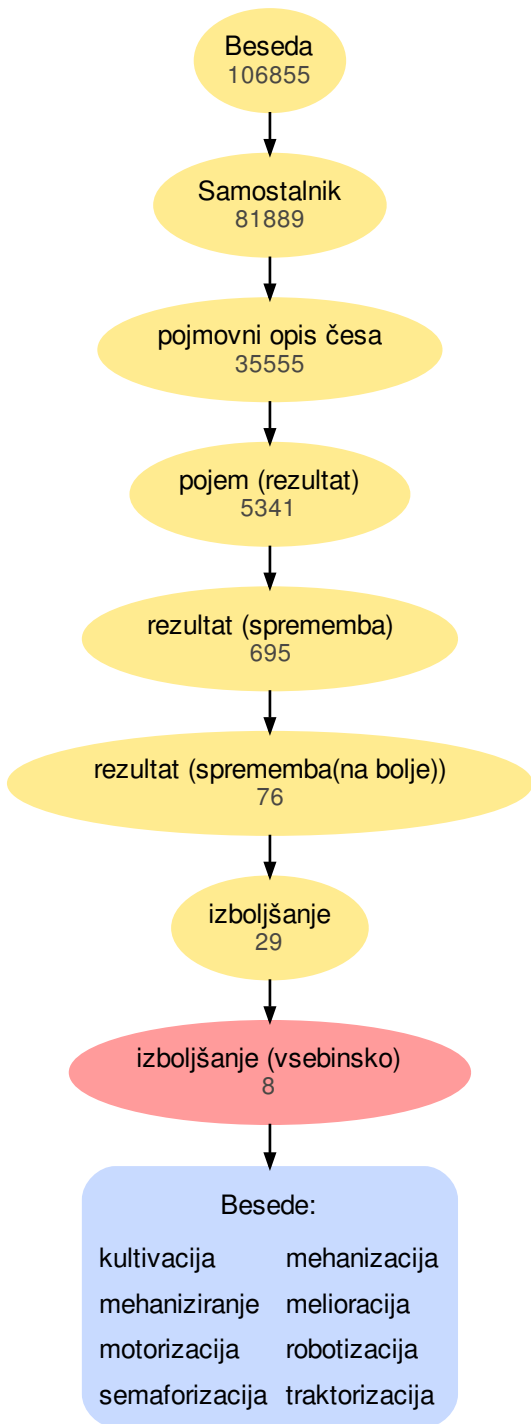 Beseda
106855
Samostalnik
81889
pojmovni opis česa
35555
pojem (rezultat)
5341
rezultat (sprememba)
695
rezultat (sprememba(na bolje))
76
izboljšanje
29
izboljšanje (vsebinsko)
8
Besede:
kultivacija mehanizacija
mehaniziranje melioracija
motorizacija robotizacija
semaforizacija traktorizacija